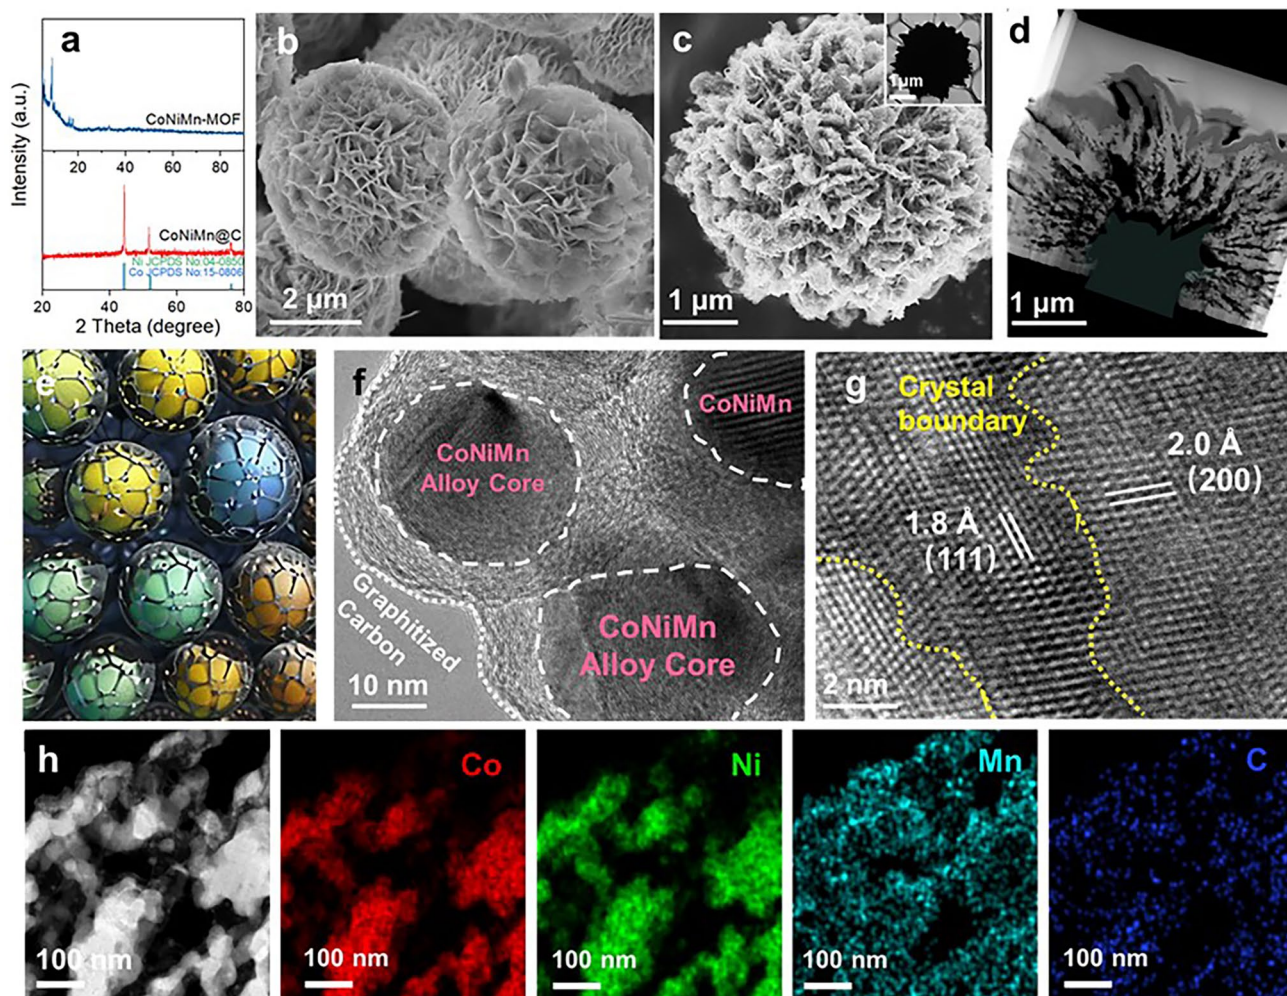 a
Intensity (a.u.)
CoNiMn-MOF
20 40 60 80
CoNiMn@C
Ni JCPDS No:04-0850
Co JCPDS No:15-0806
20 40 60 80
2 Theta (degree)
b
2 μm
c
1μm
1 μm
d
1 μm
e
f
CoNiMn
CoNiMn
Alloy Core
Graphitized
Carbon
CoNiMn
Alloy Core
10 nm
g
Crystal
boundary
2.0 Å
(200)
1.8 Å
(111)
2 nm
h
100 nm
Co
100 nm
Ni
100 nm
Mn
100 nm
C
100 nm